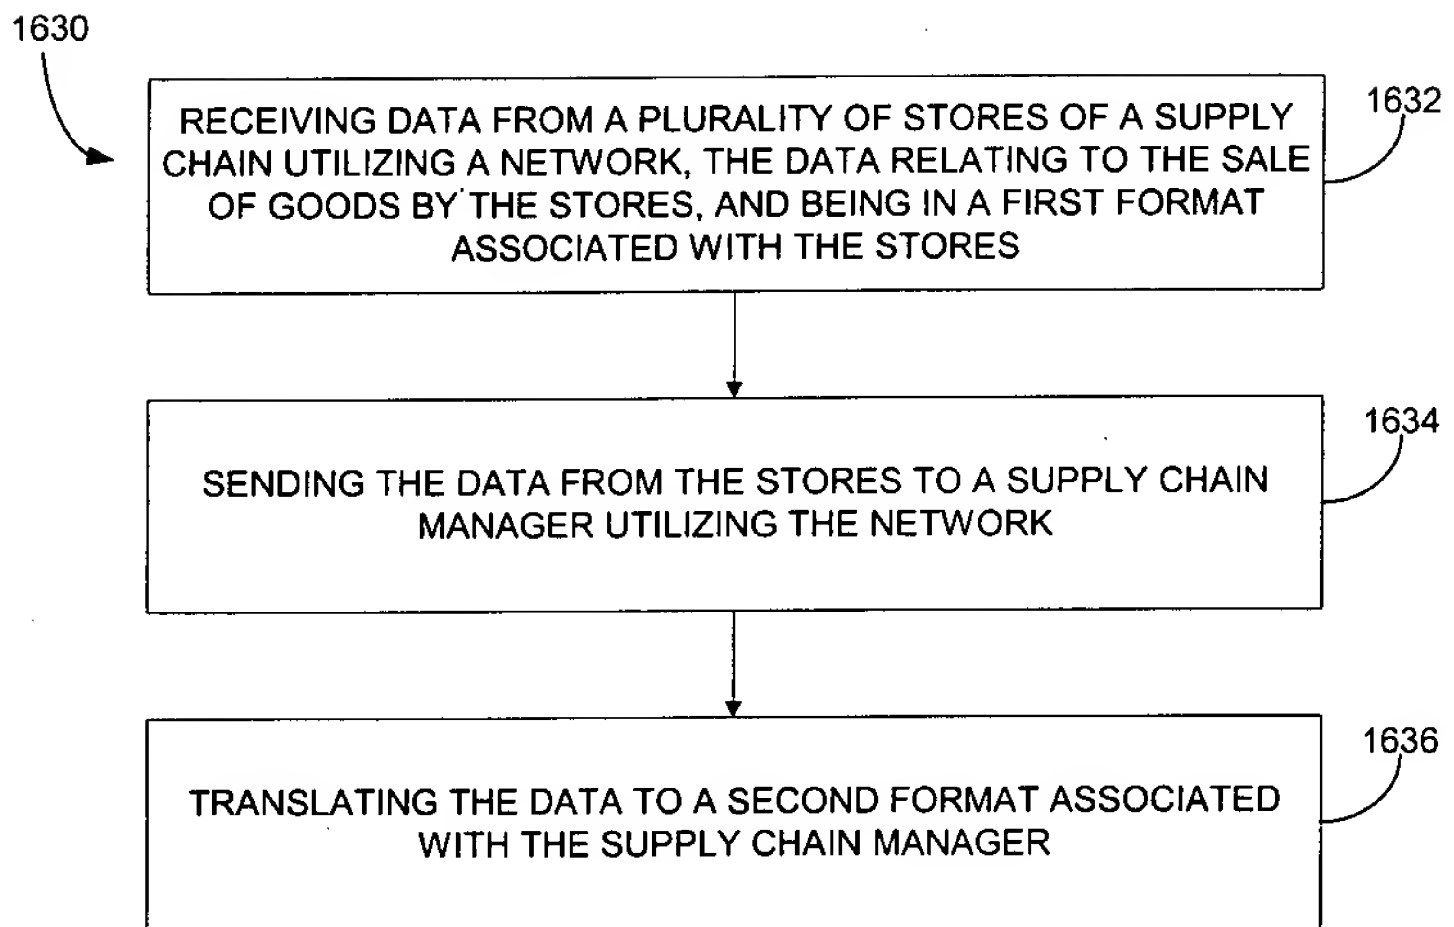 1630
1632
RECEIVING DATA FROM A PLURALITY OF STORES OF A SUPPLY
CHAIN UTILIZING A NETWORK, THE DATA RELATING TO THE SALE
OF GOODS BY THE STORES, AND BEING IN A FIRST FORMAT
ASSOCIATED WITH THE STORES
1634
SENDING THE DATA FROM THE STORES TO A SUPPLY CHAIN
MANAGER UTILIZING THE NETWORK
1636
TRANSLATING THE DATA TO A SECOND FORMAT ASSOCIATED
WITH THE SUPPLY CHAIN MANAGER